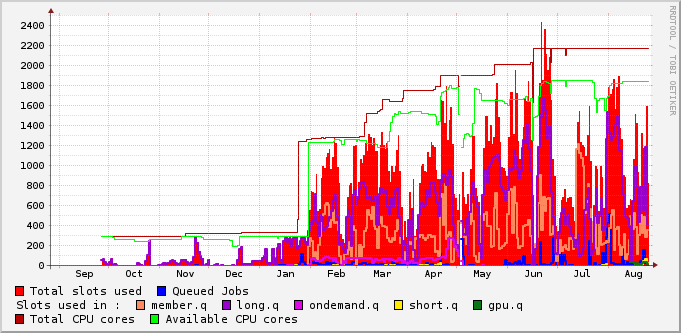 2400
2200
2000
1800
1600
1400
1200
1000
800
600
400
200
0
Sep Oct Nov Dec Jan Feb Mar Apr May Jun Jul Aug
Total slots used Queued Jobs
Slots used in : member.q long.q ondemand.q short.q gpu.q
Total CPU cores Available CPU cores
RRDTOOL / TOBI OETIKER